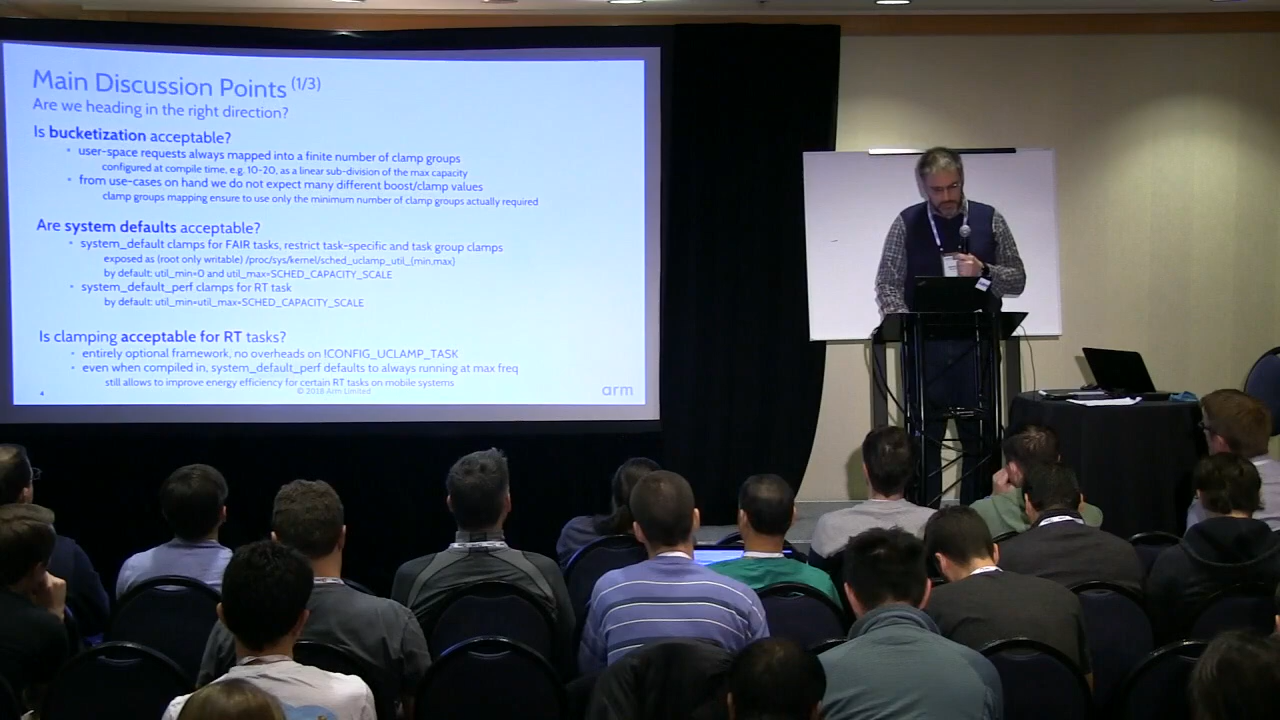 Main Discussion Points (1/3)
Are we heading in the right direction?
Is bucketization acceptable?
• user-space requests always mapped into a finite number of clamp groups
configured at compile time, e.g. 10-20, as a linear sub-division of the max capacity
• from use-cases on hand we do not expect many different boost/clamp values
clamp groups mapping ensure to use only the minimum number of clamp groups actually required
Are system defaults acceptable?
• system_default clamps for FAIR tasks, restrict task-specific and task group clamps
exposed as (root only writable) /proc/sys/kernel/sched_uclamp_util_{min,max}
by default: util_min=0 and util_max=SCHED_CAPACITY_SCALE
• system_default_perf clamps for RT task
by default: util_min=util_max=SCHED_CAPACITY_SCALE
Is clamping acceptable for RT tasks?
• entirely optional framework, no overheads on !CONFIG_UCLAMP_TASK
• even when compiled in, system_default_perf defaults to always running at max freq
still allows to improve energy efficiency for certain RT tasks on mobile systems
4
© 2018 Arm Limited
arm